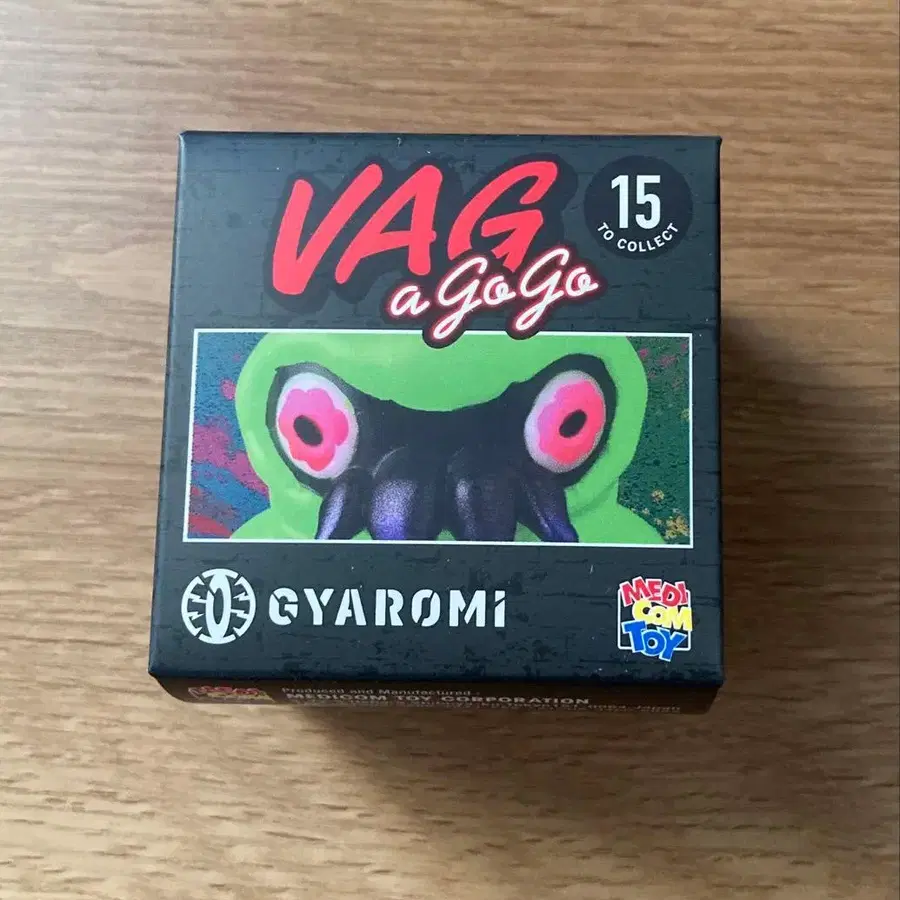 VAG
a GoGo
15
TO COLLECT
GYAROMI
MEDI
COM
TOY
Produced and Manufactured -
MEDICOM TOY CORPORATION